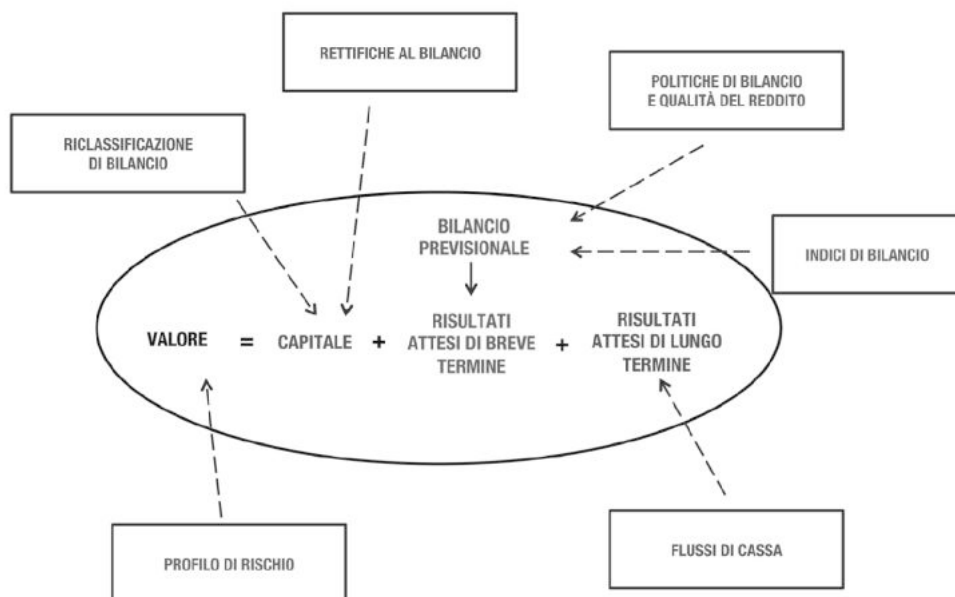 RETTIFICHE AL BILANCIO
POLITICHE DI BILANCIO
E QUALITÀ DEL REDDITO
RICLASSIFICAZIONE
DI BILANCIO
BILANCIO
PREVISIONALE
INDICI DI BILANCIO
VALORE = CAPITALE + RISULTATI
ATTESI DI BREVE
TERMINE + RISULTATI
ATTESI DI LUNGO
TERMINE
PROFILO DI RISCHIO
FLUSSI DI CASSA